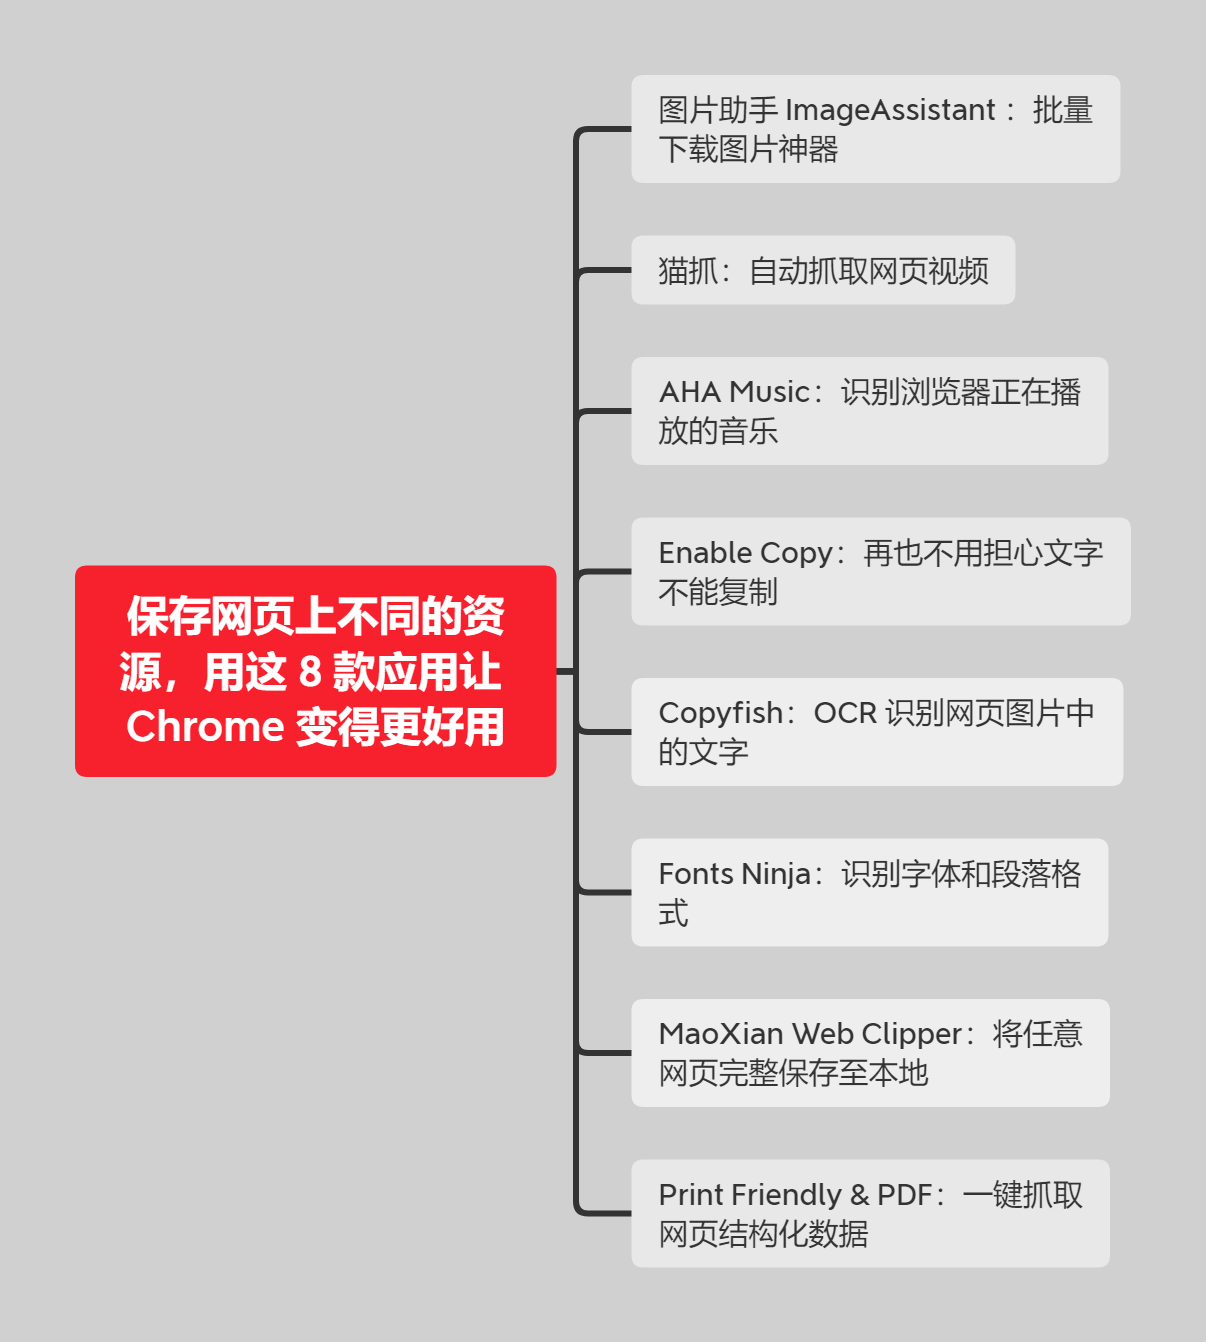 保存网页上不同的资
源，用这 8 款应用让
Chrome 变得更好用
图片助手 ImageAssistant ：批量
下载图片神器
猫抓：自动抓取网页视频
AHA Music：识别浏览器正在播
放的音乐
Enable Copy：再也不用担心文字
不能复制
Copyfish：OCR 识别网页图片中
的文字
Fonts Ninja：识别字体和段落格
式
MaoXian Web Clipper：将任意
网页完整保存至本地
Print Friendly & PDF：一键抓取
网页结构化数据